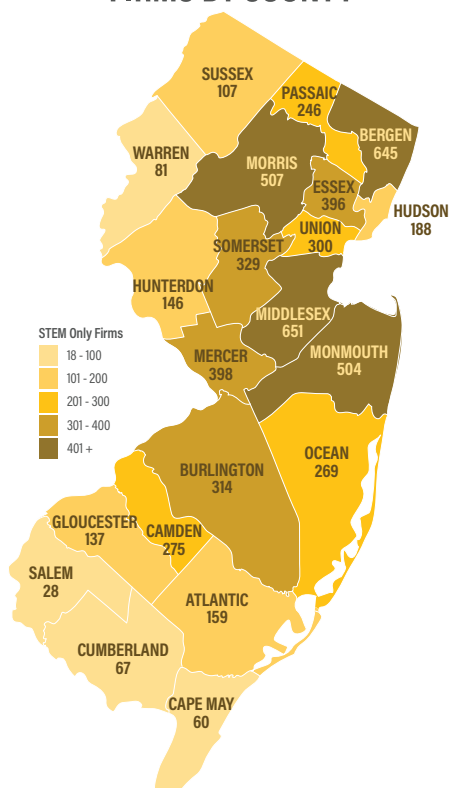 SUSSEX
107
PASSAIC
246
BERGEN
645
WARREN
81
MORRIS
507
ESSEX
396
HUDSON
188
UNION
300
SOMERSET
329
HUNTERDON
146
MIDDLESEX
651
MERCER
398
MONMOUTH
504
STEM Only Firms
18 - 100
101 - 200
201 - 300
301 - 400
401 +
OCEAN
269
BURLINGTON
314
GLOUCESTER
137
CAMDEN
275
SALEM
28
ATLANTIC
159
CUMBERLAND
67
CAPE MAY
60